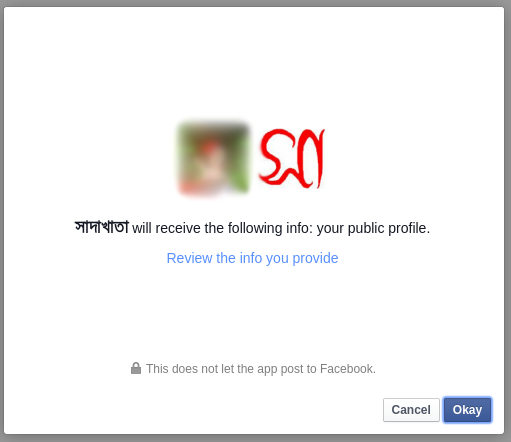 সা
সাদাখাতা will receive the following info: your public profile.
Review the info you provide
This does not let the app post to Facebook.
Cancel
Okay